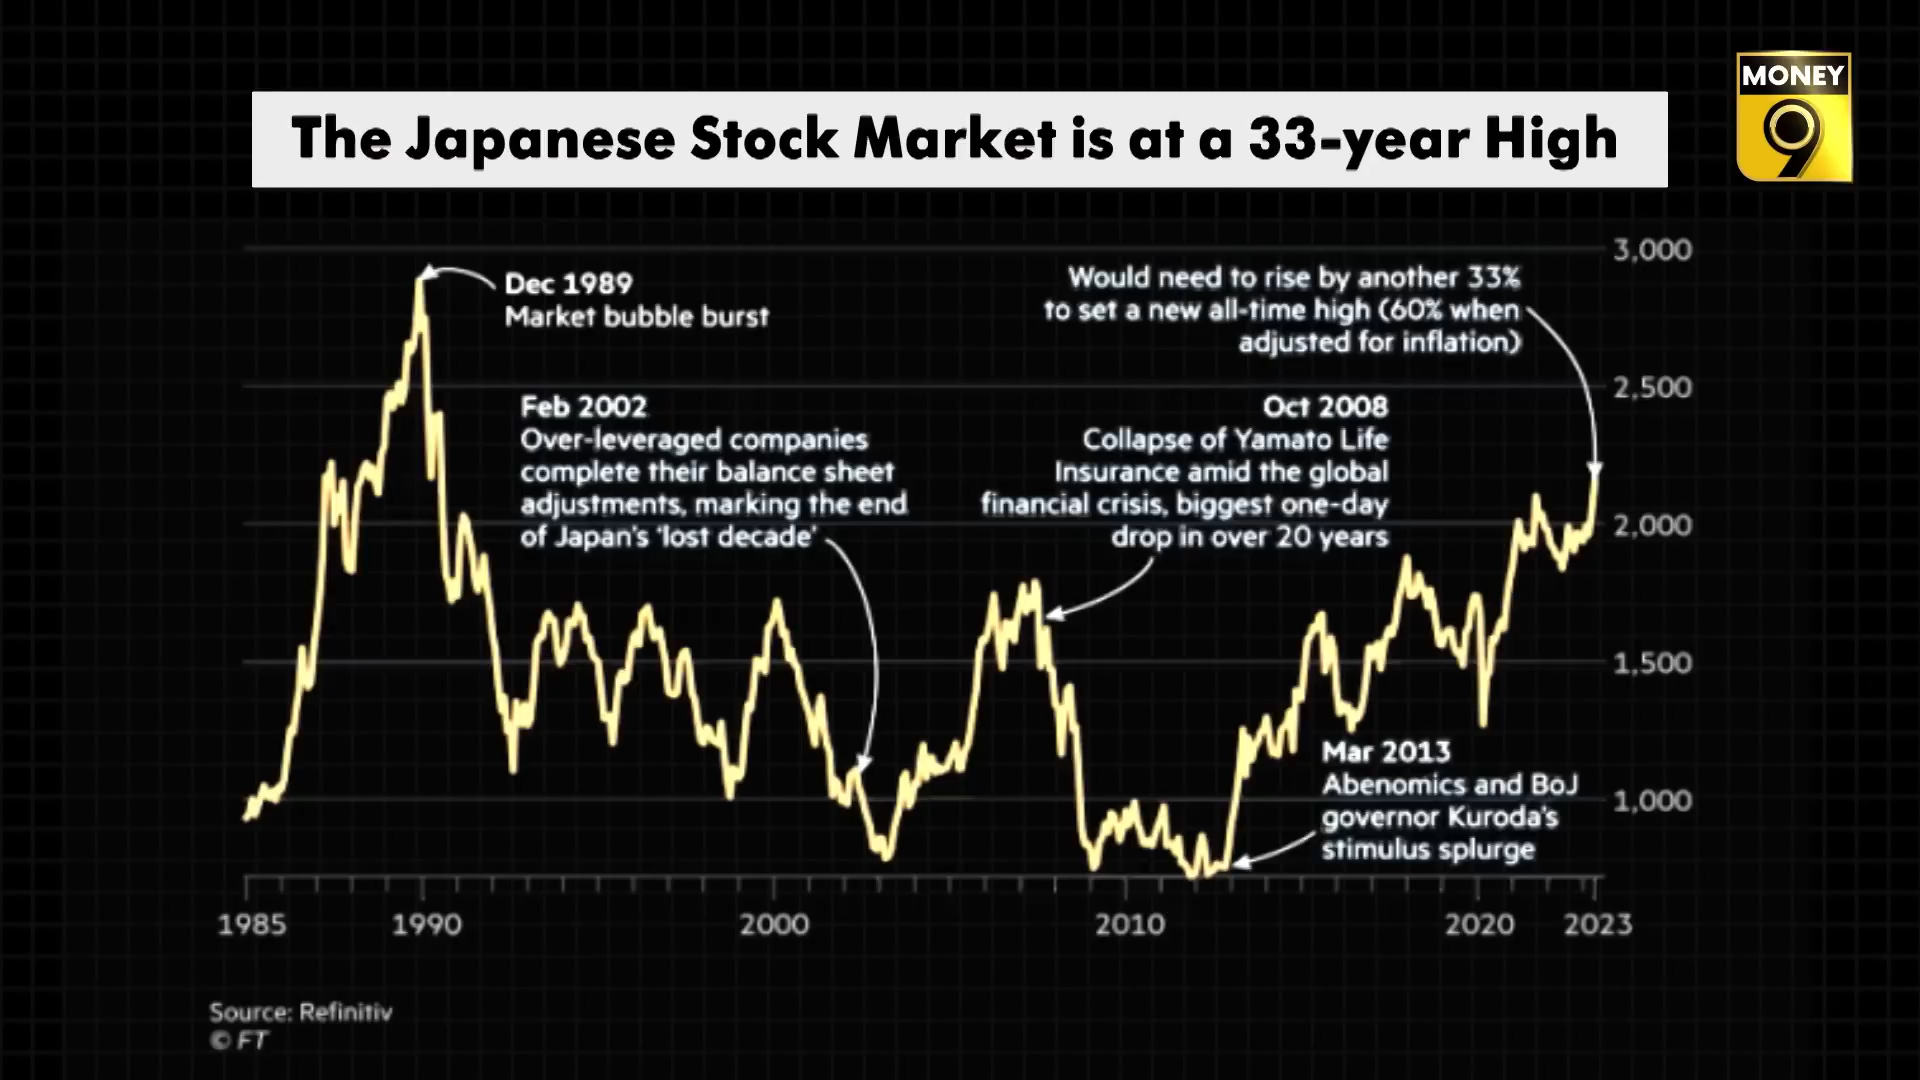 MONEY
9
The Japanese Stock Market is at a 33-year High
3,000
2,500
2,000
1,500
1,000
Dec 1989
Market bubble burst
Would need to rise by another 33%
to set a new all-time high (60% when
adjusted for inflation)
Feb 2002
Over-leveraged companies
complete their balance sheet
adjustments, marking the end
of Japan's 'lost decade'
Oct 2008
Collapse of Yamato Life
Insurance amid the global
financial crisis, biggest one-day
drop in over 20 years
Mar 2013
Abenomics and BoJ
governor Kuroda's
stimulus splurge
1985
1990
2000
2010
2020
2023
Source: Refinitiv
© FT